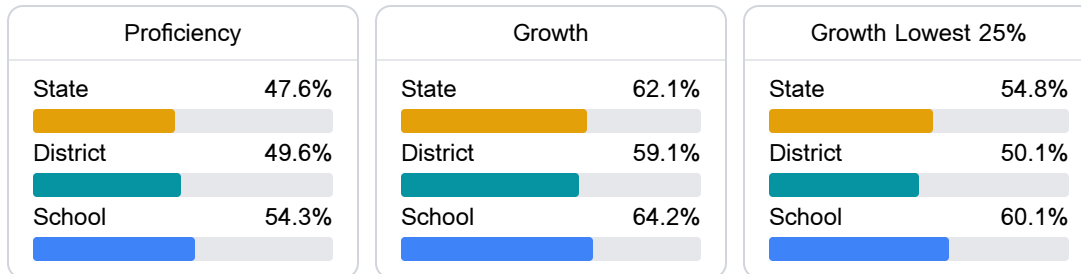 Proficiency
State 47.6%
District 49.6%
School 54.3%
Growth
State 62.1%
District 59.1%
School 64.2%
Growth Lowest 25%
State 54.8%
District 50.1%
School 60.1%